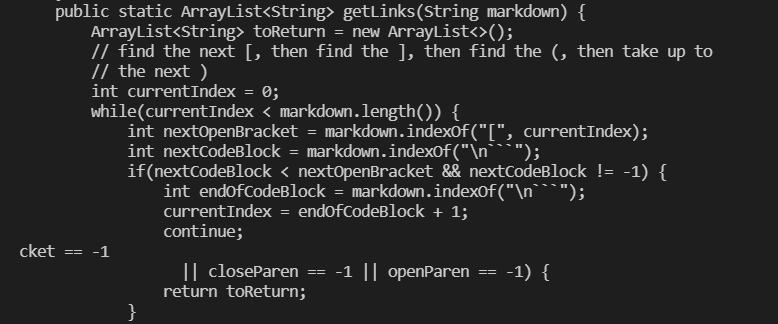 public static ArrayList<String> getLinks(String markdown) {
ArrayList<String> toReturn = new ArrayList<>();
// find the next [, then find the ], then find the (, then take up to
// the next )
int currentIndex = 0;
while(currentIndex < markdown.length()) {
int nextOpenBracket = markdown.indexOf("[", currentIndex);
int nextCodeBlock = markdown.indexOf("\n```");
if(nextCodeBlock < nextOpenBracket && nextCodeBlock != -1) {
int endOfCodeBlock = markdown.indexOf("\n```");
currentIndex = endOfCodeBlock + 1;
continue;
cket == -1
|| closeParen == -1 || openParen == -1) {
return toReturn;
}